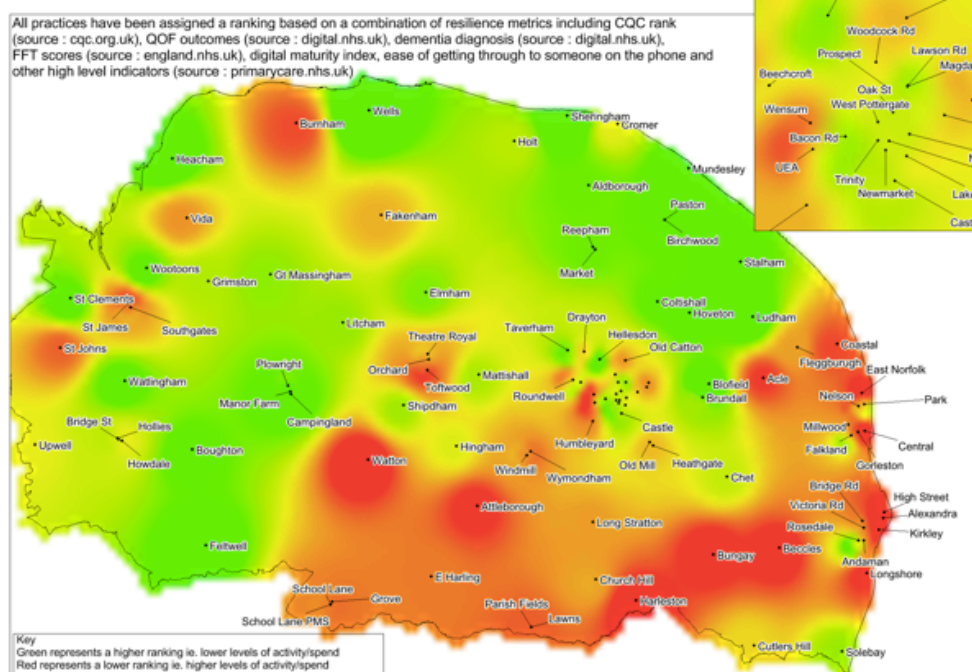 All practices have been assigned a ranking based on a combination of resilience metrics including CQC rank
(source : cqc.org.uk), QOF outcomes (source : digital.nhs.uk), dementia diagnosis (source : digital.nhs.uk),
FFT scores (source : england.nhs.uk), digital maturity index, ease of getting through to someone on the phone and
other high level indicators (source : primarycare.nhs.uk)
Woodcock Rd
Prospect
Lawson Rd
Magda
Beechcroft
Oak St
West Pottergate
Wensum
Bacon Rd
UEA
Trinity
Newmarket
Lake
Cast
Wells
Burnham
Sheringham
Cromer
Holt
Heacham
Mundesley
Aldborough
Vida
Fakenham
Paston
Reepham
Birchwood
Market
Stalham
Wootoons
Grimston
Gt Massingham
St Clements
Elmham
Coltishall
Hoveton
Ludham
St James
Southgates
Litcham
Drayton
Taverham
Hellesdon
Theatre Royal
Old Catton
Coastal
St Johns
Fleggburugh
Plowright
Orchard
Toftwood
Mattishall
East Norfolk
Watlingham
Acle
Blofield
Brundall
Roundwell
Nelson
Park
Manor Farm
Shipdham
Campingland
Bridge St
Hollies
Castle
Millwood
Upwell
Howdale
Boughton
Hingham
Humbleyard
Falkland
Central
Watton
Windmill
Wymondham
Old Mill
Heathgate
Gorleston
Chet
Bridge Rd
High Street
Attleborough
Victoria Rd
Alexandra
Long Stratton
Rosedale
Kirkley
Feltwell
Bungay
Beccles
Andaman
Longshore
E Harling
Church Hill
School Lane
Grove
Parish Fields
Harleston
School Lane PMS
Lawns
Cutlers Hill
Solebay
Key
Green represents a higher ranking ie. lower levels of activity/spend
Red represents a lower ranking ie. higher levels of activity/spend